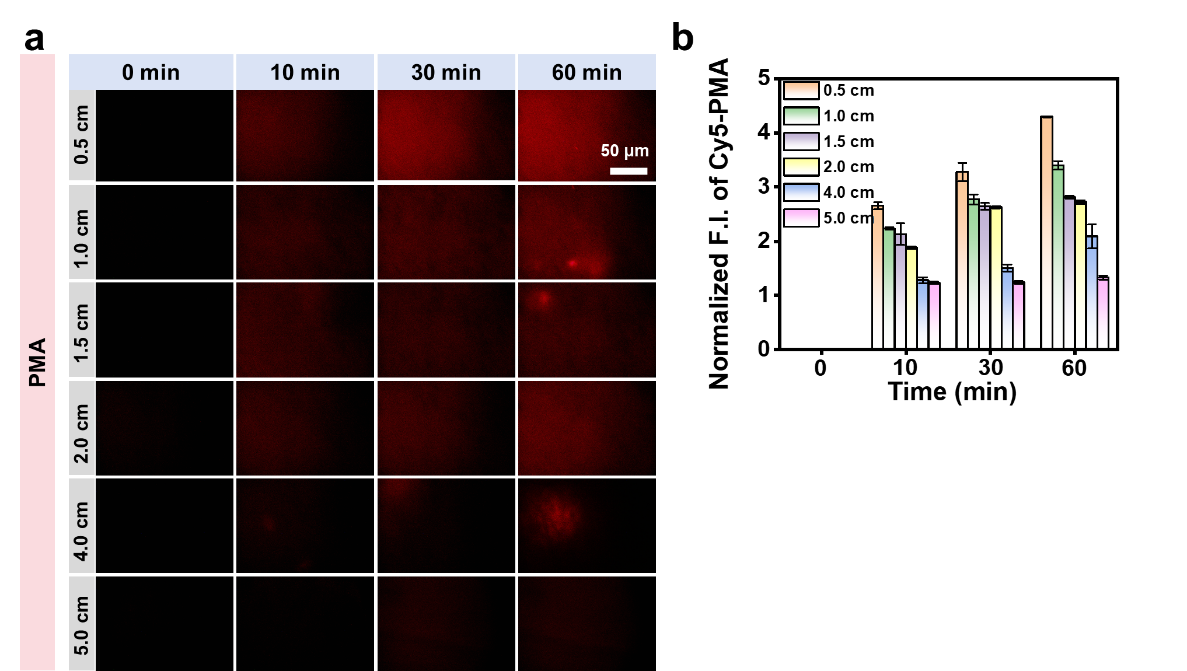 a
0 min 10 min 30 min 60 min
PMA
0.5 cm
50 µm
1.0 cm
1.5 cm
2.0 cm
4.0 cm
5.0 cm
b
Normalized F.I. of Cy5-PMA
5
4
3
2
1
0
0.5 cm
1.0 cm
1.5 cm
2.0 cm
4.0 cm
5.0 cm
0 10 30 60
Time (min)